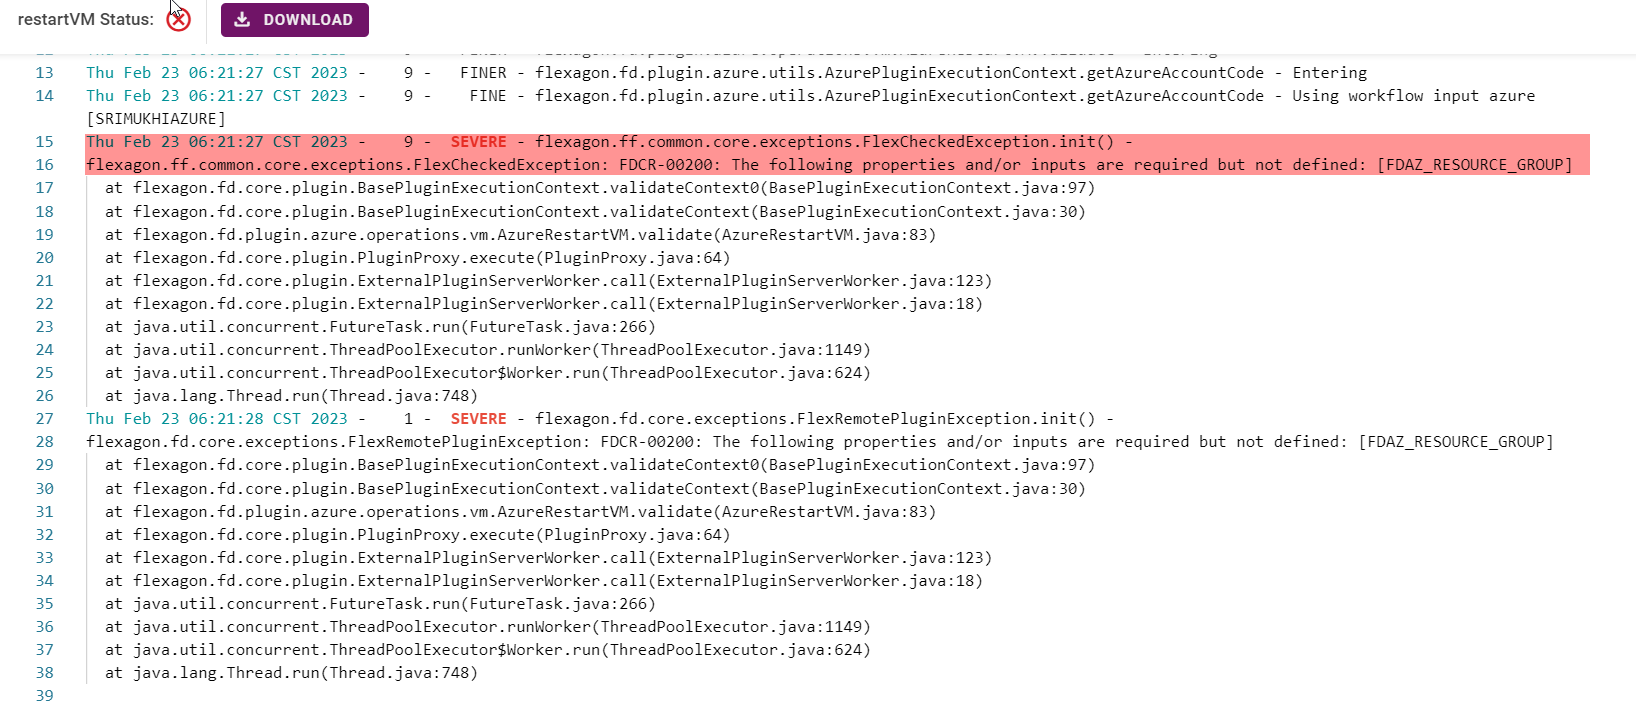 restartVM Status:
DOWNLOAD
13 Thu Feb 23 06:21:27 CST 2023 - 9 - FINER - flexagon.fd.plugin.azure.utils.AzurePluginExecutionContext.getAzureAccountCode - Entering
14 Thu Feb 23 06:21:27 CST 2023 - 9 - FINE - flexagon.fd.plugin.azure.utils.AzurePluginExecutionContext.getAzureAccountCode - Using workflow input azure
[SRIMUKHIAZURE]
15 Thu Feb 23 06:21:27 CST 2023 - 9 - SEVERE - flexagon.ff.common.core.exceptions.FlexCheckedException.init() -
16 flexagon.ff.common.core.exceptions.FlexCheckedException: FDCR-00200: The following properties and/or inputs are required but not defined: [FDAZ_RESOURCE_GROUP]
17 at flexagon.fd.core.plugin.BasePluginExecutionContext.validateContext0(BasePluginExecutionContext.java:97)
18 at flexagon.fd.core.plugin.BasePluginExecutionContext.validateContext(BasePluginExecutionContext.java:30)
19 at flexagon.fd.plugin.azure.operations.vm.AzureRestartVM.validate(AzureRestartVM.java:83)
20 at flexagon.fd.core.plugin.PluginProxy.execute(PluginProxy.java:64)
21 at flexagon.fd.core.plugin.ExternalPluginServerWorker.call(ExternalPluginServerWorker.java:123)
22 at flexagon.fd.core.plugin.ExternalPluginServerWorker.call(ExternalPluginServerWorker.java:18)
23 at java.util.concurrent.FutureTask.run(FutureTask.java:266)
24 at java.util.concurrent.ThreadPoolExecutor.runWorker(ThreadPoolExecutor.java:1149)
25 at java.util.concurrent.ThreadPoolExecutor$Worker.run(ThreadPoolExecutor.java:624)
26 at java.lang.Thread.run(Thread.java:748)
27 Thu Feb 23 06:21:28 CST 2023 - 1 - SEVERE - flexagon.fd.core.exceptions.FlexRemotePluginException.init() -
28 flexagon.fd.core.exceptions.FlexRemotePluginException: FDCR-00200: The following properties and/or inputs are required but not defined: [FDAZ_RESOURCE_GROUP]
29 at flexagon.fd.core.plugin.BasePluginExecutionContext.validateContext0(BasePluginExecutionContext.java:97)
30 at flexagon.fd.core.plugin.BasePluginExecutionContext.validateContext(BasePluginExecutionContext.java:30)
31 at flexagon.fd.plugin.azure.operations.vm.AzureRestartVM.validate(AzureRestartVM.java:83)
32 at flexagon.fd.core.plugin.PluginProxy.execute(PluginProxy.java:64)
33 at flexagon.fd.core.plugin.ExternalPluginServerWorker.call(ExternalPluginServerWorker.java:123)
34 at flexagon.fd.core.plugin.ExternalPluginServerWorker.call(ExternalPluginServerWorker.java:18)
35 at java.util.concurrent.FutureTask.run(FutureTask.java:266)
36 at java.util.concurrent.ThreadPoolExecutor.runWorker(ThreadPoolExecutor.java:1149)
37 at java.util.concurrent.ThreadPoolExecutor$Worker.run(ThreadPoolExecutor.java:624)
38 at java.lang.Thread.run(Thread.java:748)
39